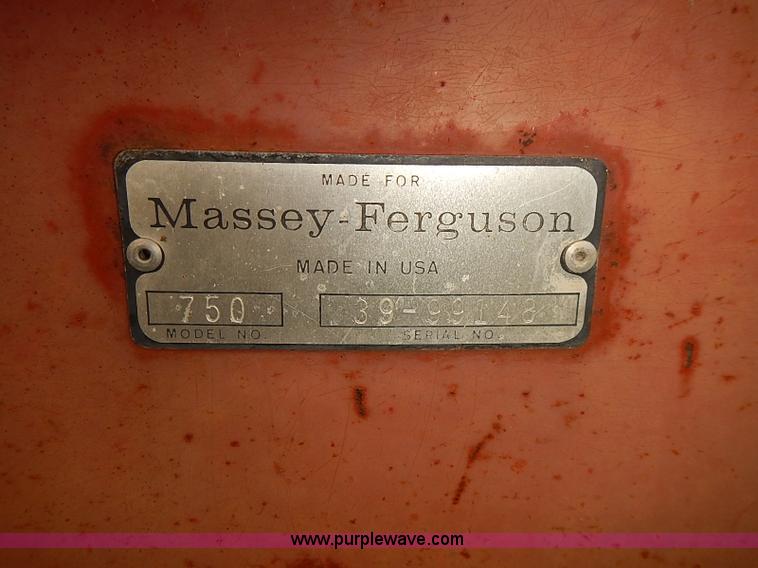 MADE FOR
Massey-Ferguson
MADE IN USA
750 39-99148
MODEL NO. SERIAL NO.
www.purplewave.com